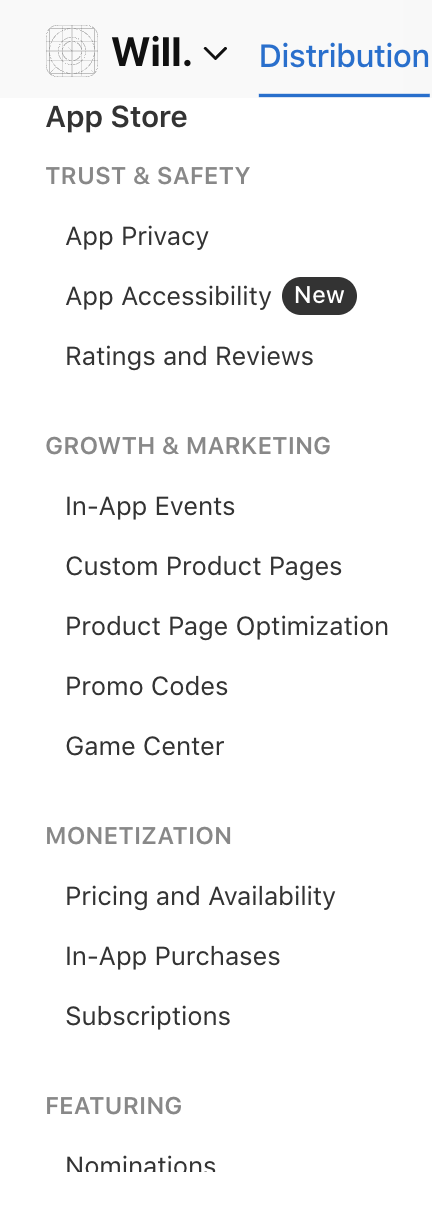 Will.
Distribution
App Store
TRUST & SAFETY
App Privacy
App Accessibility New
Ratings and Reviews
GROWTH & MARKETING
In-App Events
Custom Product Pages
Product Page Optimization
Promo Codes
Game Center
MONETIZATION
Pricing and Availability
In-App Purchases
Subscriptions
FEATURING
Nominations